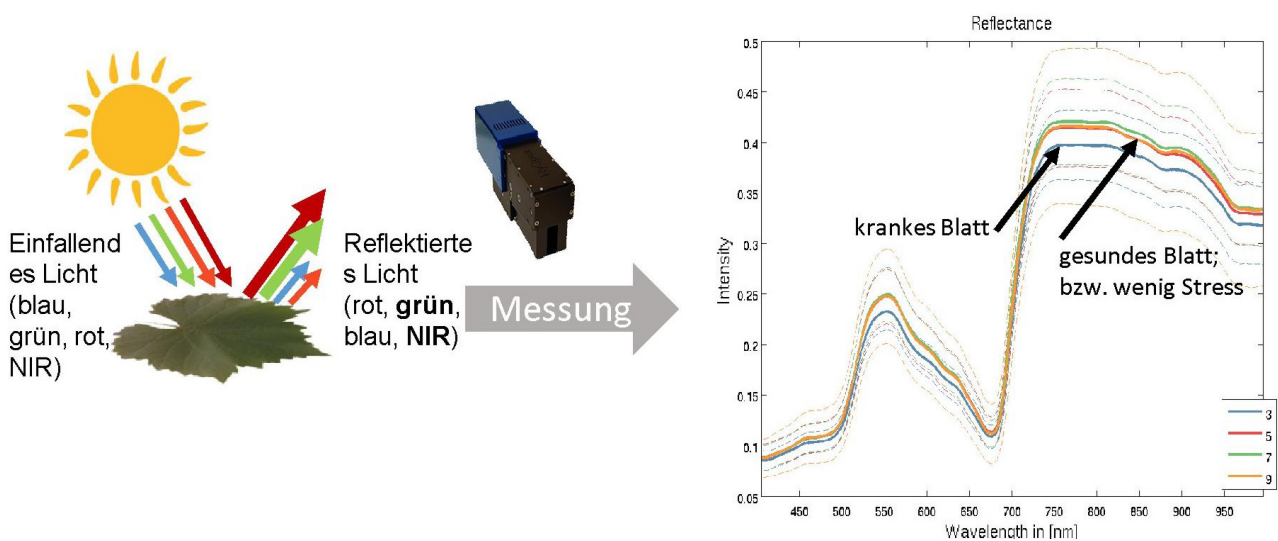 Einfallend
es Licht
(blau,
grün, rot,
NIR)
Reflektierte
s Licht
(rot, grün,
blau, NIR)
Messung
Reflectance
Intensity
0.5
0.45
0.4
0.35
0.3
0.25
0.2
0.15
0.1
0.05
krankes Blatt
gesundes Blatt;
bzw. wenig Stress
3
5
7
9
450 500 550 600 650 700 750 800 850 900 950
Wavelength in [nm]